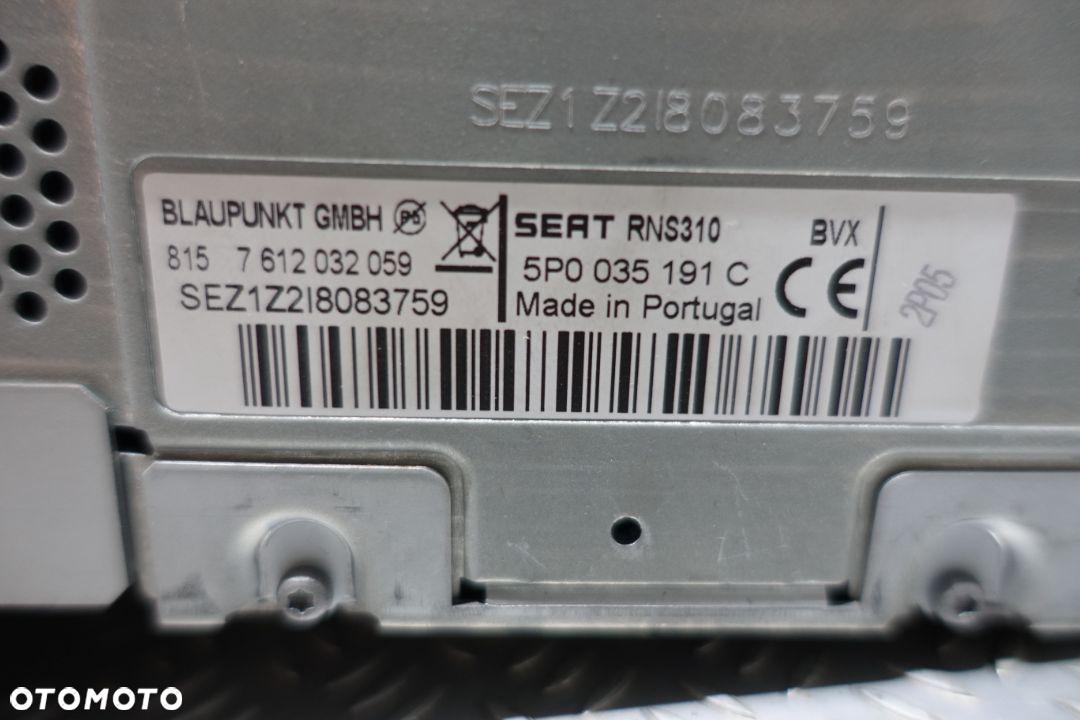 SEZ1Z2I8083759
BLAUPUNKT GMBH Pb
815 7 612 032 059
SEZ1Z2I8083759
SEAT RNS310 BVX
5P0 035 191 C CE
Made in Portugal
2P05
OTOMOTO